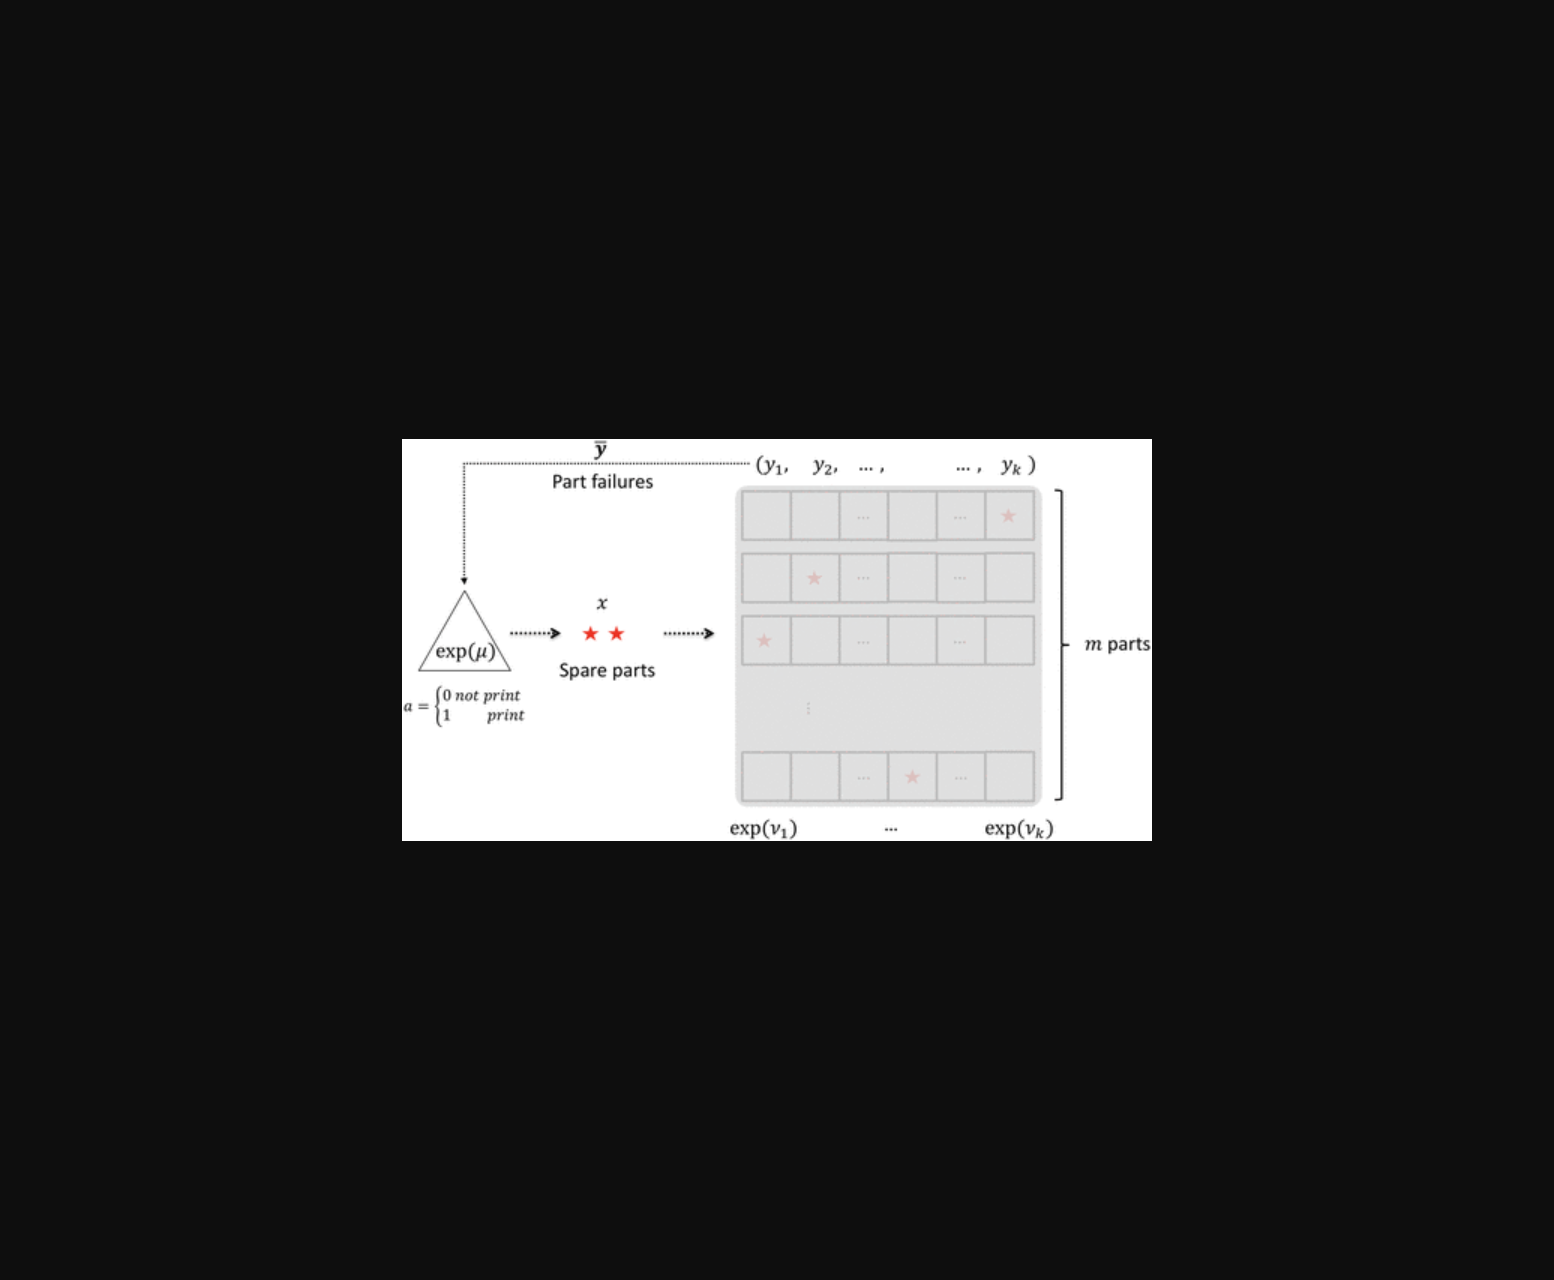 ȳ
(y₁, y₂, ... , ... , yₖ )
Part failures
... ...
... ...
x
... ...
m parts
exp(μ)
Spare parts
a = {0 not print
1 print
⋮
... ...
exp(ν₁) ... exp(νₖ)